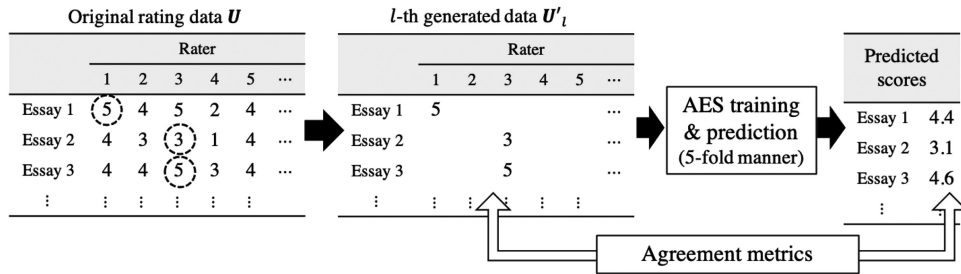 Original rating data U
Rater
1 2 3 4 5 ...
Essay 1 5 4 5 2 4 ...
Essay 2 4 3 3 1 4 ...
Essay 3 4 4 5 3 4 ...
⋮ ⋮ ⋮ ⋮ ⋮ ⋮
l-th generated data U'l
Rater
1 2 3 4 5 ...
Essay 1 5 ...
Essay 2 3 ...
Essay 3 5 ...
⋮ ⋮ ⋮ ⋮ ⋮ ⋮
AES training
& prediction
(5-fold manner)
Predicted
scores
Essay 1 4.4
Essay 2 3.1
Essay 3 4.6
⋮ ⋮
Agreement metrics